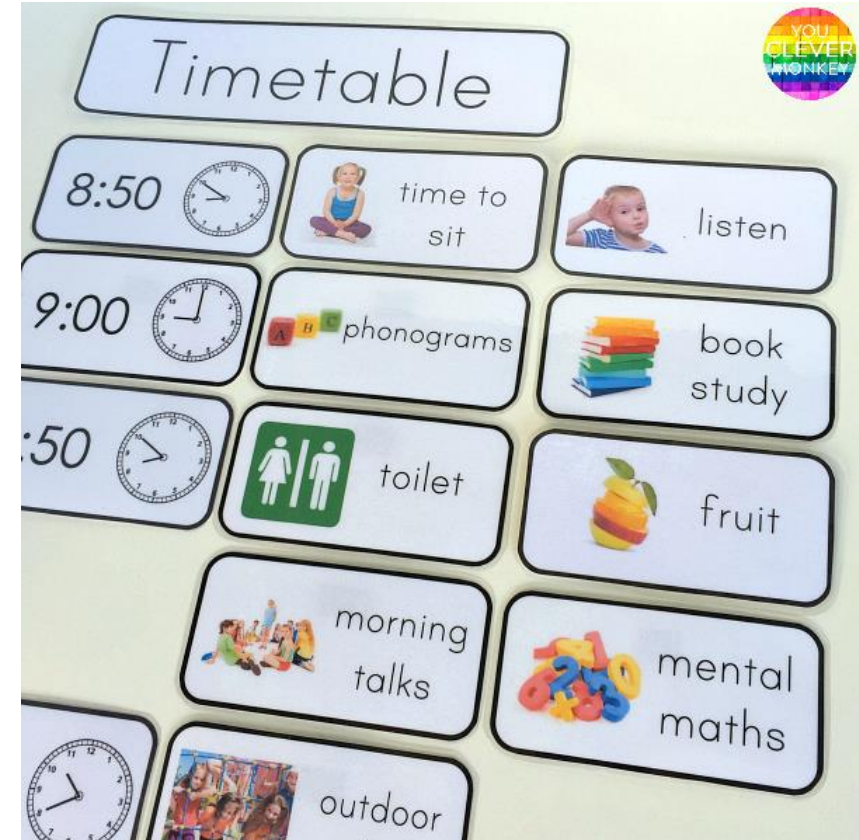 YOU
CLEVER
MONKEY
Timetable
8:50
time to
sit
listen
9:00
phonograms
book
study
:50
toilet
fruit
morning
talks
mental
maths
outdoor